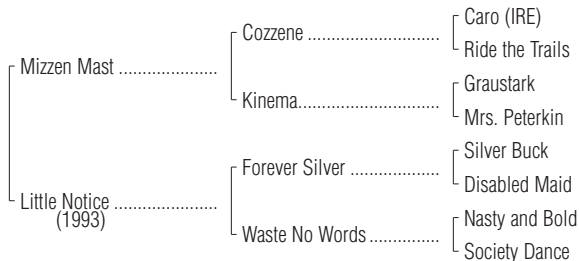 Caro (IRE)
Cozzene ...........................
Ride the Trails
Mizzen Mast ....................
Graustark
Kinema.............................
Mrs. Peterkin
Silver Buck
Forever Silver ..................
Disabled Maid
Little Notice .....................
(1993)
Nasty and Bold
Waste No Words ..............
Society Dance